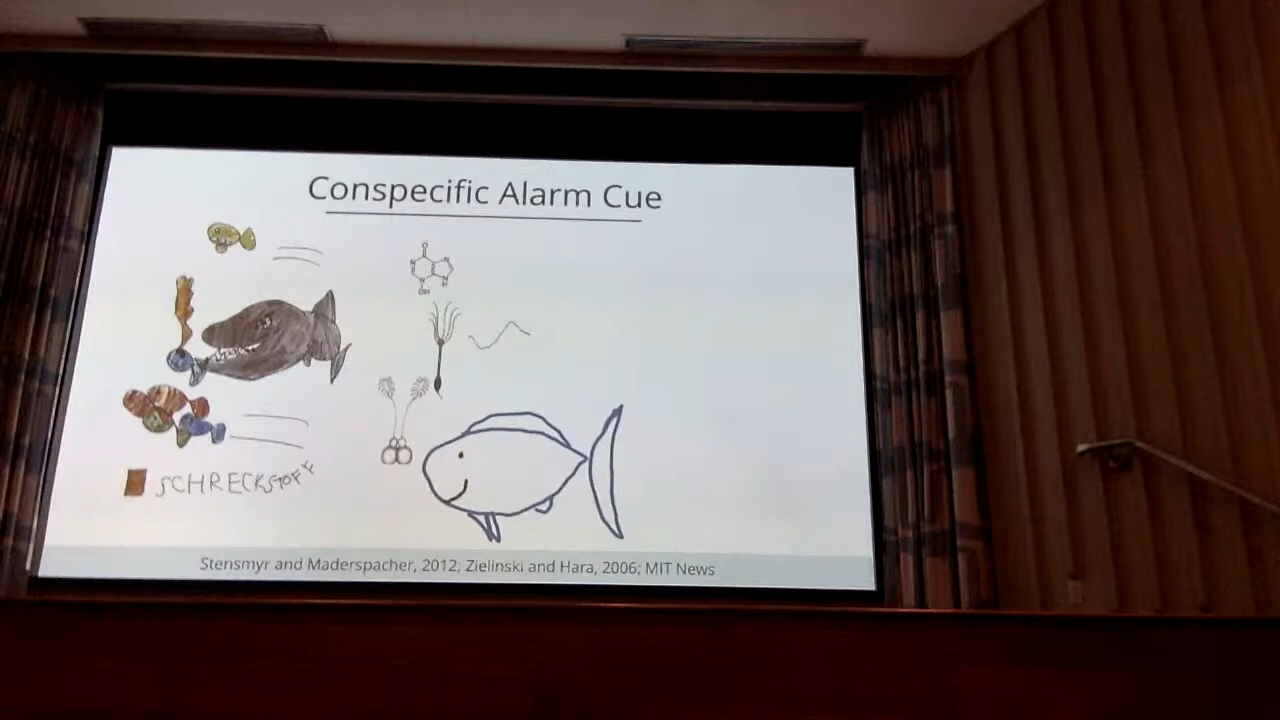 Conspecific Alarm Cue
SCHRECKSTOFF
Stensmyr and Maderspacher, 2012; Zielinski and Hara, 2006; MIT News